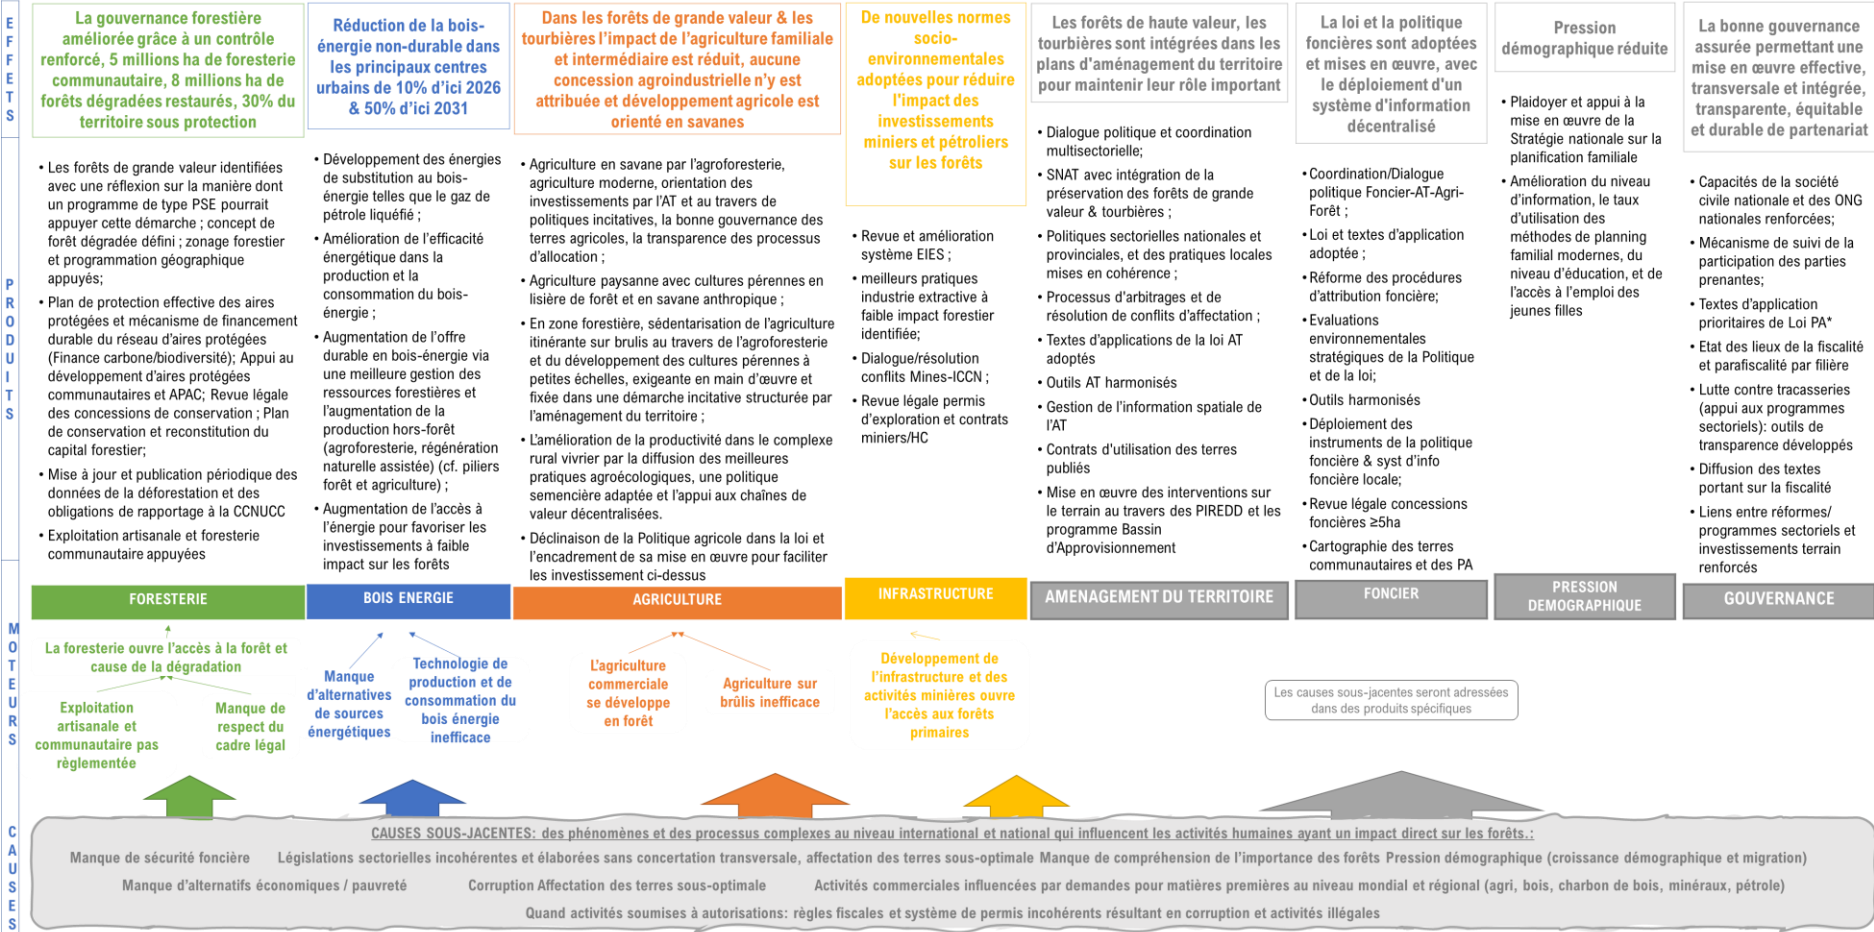 EFFETS
La gouvernance forestière
améliorée grâce à un contrôle
renforcé, 5 millions ha de foresterie
communautaire, 8 millions ha de
forêts dégradées restaurés, 30% du
territoire sous protection
Réduction de la bois-
énergie non-durable dans
les principaux centres
urbains de 10% d'ici 2026
& 50% d'ici 2031
Dans les forêts de grande valeur & les
tourbières l'impact de l'agriculture familiale
et intermédiaire est réduit, aucune
concession agroindustrielle n'y est
attribuée et développement agricole est
orienté en savanes
De nouvelles normes
socio-
environnementales
adoptées pour réduire
l'impact des
investissements
miniers et pétroliers
sur les forêts
Les forêts de haute valeur, les
tourbières sont intégrées dans les
plans d'aménagement du territoire
pour maintenir leur rôle important
La loi et la politique
foncières sont adoptées
et mises en œuvre, avec
le déploiement d'un
système d'information
décentralisé
Pression
démographique réduite
La bonne gouvernance
assurée permettant une
mise en œuvre effective,
transversale et intégrée,
transparente, équitable
et durable de partenariat
PRODUITS
• Les forêts de grande valeur identifiées
avec une réflexion sur la manière dont
un programme de type PSE pourrait
appuyer cette démarche ; concept de
forêt dégradée défini ; zonage forestier
et programmation géographique
appuyés;
• Plan de protection effective des aires
protégées et mécanisme de financement
durable du réseau d'aires protégées
(Finance carbone/biodiversité); Appui au
développement d'aires protégées
communautaires et APAC; Revue légale
des concessions de conservation ; Plan
de conservation et reconstitution du
capital forestier;
• Mise à jour et publication périodique des
données de la déforestation et des
obligations de rapportage à la CCNUCC
• Exploitation artisanale et foresterie
communautaire appuyées
• Développement des énergies
de substitution au bois-
énergie telles que le gaz de
pétrole liquéfié ;
• Amélioration de l'efficacité
énergétique dans la
production et la
consommation du bois-
énergie ;
• Augmentation de l'offre
durable en bois-énergie via
une meilleure gestion des
ressources forestières et
l'augmentation de la
production hors-forêt
(agroforesterie, régénération
naturelle assistée) (cf. piliers
forêt et agriculture) ;
• Augmentation de l'accès à
l'énergie pour favoriser les
investissements à faible
impact sur les forêts
• Agriculture en savane par l'agroforesterie,
agriculture moderne, orientation des
investissements par l'AT et au travers de
politiques incitatives, la bonne gouvernance des
terres agricoles, la transparence des processus
d'allocation ;
• Agriculture paysanne avec cultures pérennes en
lisière de forêt et en savane anthropique ;
• En zone forestière, sédentarisation de l'agriculture
itinérante sur brulis au travers de l'agroforesterie
et du développement des cultures pérennes à
petites échelles, exigeante en main d'œuvre et
fixée dans une démarche incitative structurée par
l'aménagement du territoire ;
• L'amélioration de la productivité dans le complexe
rural vivrier par la diffusion des meilleures
pratiques agroécologiques, une politique
semencière adaptée et l'appui aux chaînes de
valeur décentralisées.
• Déclinaison de la Politique agricole dans la loi et
l'encadrement de sa mise en œuvre pour faciliter
les investissement ci-dessus
• Revue et amélioration
système EIES ;
• meilleurs pratiques
industrie extractive à
faible impact forestier
identifiée;
• Dialogue/résolution
conflits Mines-ICCN ;
• Revue légale permis
d'exploration et contrats
miniers/HC
• Dialogue politique et coordination
multisectorielle;
• SNAT avec intégration de la
préservation des forêts de grande
valeur & tourbières ;
• Politiques sectorielles nationales et
provinciales, et des pratiques locales
mises en cohérence ;
• Processus d'arbitrages et de
résolution de conflits d'affectation ;
• Textes d'applications de la loi AT
adoptés
• Outils AT harmonisés
• Gestion de l'information spatiale de
l'AT
• Contrats d'utilisation des terres
publiés
• Mise en œuvre des interventions sur
le terrain au travers des PIREDD et les
programme Bassin
d'Approvisionnement
• Coordination/Dialogue
politique Foncier-AT-Agri-
Forêt ;
• Loi et textes d'application
adoptée ;
• Réforme des procédures
d'attribution foncière;
• Evaluations
environnementales
stratégiques de la Politique
et de la loi;
• Outils harmonisés
• Déploiement des
instruments de la politique
foncière & syst d'info
foncière locale;
• Revue légale concessions
foncières ≥5ha
• Cartographie des terres
communautaires et des PA
• Plaidoyer et appui à la
mise en œuvre de la
Stratégie nationale sur la
planification familiale
• Amélioration du niveau
d'information, le taux
d'utilisation des
méthodes de planning
familial modernes, du
niveau d'éducation, et de
l'accès à l'emploi des
jeunes filles
• Capacités de la société
civile nationale et des ONG
nationales renforcées;
• Mécanisme de suivi de la
participation des parties
prenantes;
• Textes d'application
prioritaires de Loi PA*
• Etat des lieux de la fiscalité
et parafiscalité par filière
• Lutte contre tracasseries
(appui aux programmes
sectoriels): outils de
transparence développés
• Diffusion des textes
portant sur la fiscalité
• Liens entre réformes/
programmes sectoriels et
investissements terrain
renforcés
FORESTERIE
BOIS ENERGIE
AGRICULTURE
INFRASTRUCTURE
AMENAGEMENT DU TERRITOIRE
FONCIER
PRESSION
DEMOGRAPHIQUE
GOUVERNANCE
MOTEURS
La foresterie ouvre l'accès à la forêt et
cause de la dégradation
Exploitation
artisanale et
communautaire pas
règlementée
Manque de
respect du
cadre légal
Manque
d'alternatives
de sources
énergétiques
Technologie de
production et de
consommation du
bois énergie
inefficace
L'agriculture
commerciale
se développe
en forêt
Agriculture sur
brûlis inefficace
Développement de
l'infrastructure et des
activités minières ouvre
l'accès aux forêts
primaires
Les causes sous-jacentes seront adressées
dans des produits spécifiques
CAUSES
CAUSES SOUS-JACENTES: des phénomènes et des processus complexes au niveau international et national qui influencent les activités humaines ayant un impact direct sur les forêts.:
Manque de sécurité foncière Législations sectorielles incohérentes et élaborées sans concertation transversale, affectation des terres sous-optimale Manque de compréhension de l'importance des forêts Pression démographique (croissance démographique et migration)
Manque d'alternatifs économiques / pauvreté Corruption Affectation des terres sous-optimale Activités commerciales influencées par demandes pour matières premières au niveau mondial et régional (agri, bois, charbon de bois, minéraux, pétrole)
Quand activités soumises à autorisations: règles fiscales et système de permis incohérents résultant en corruption et activités illégales